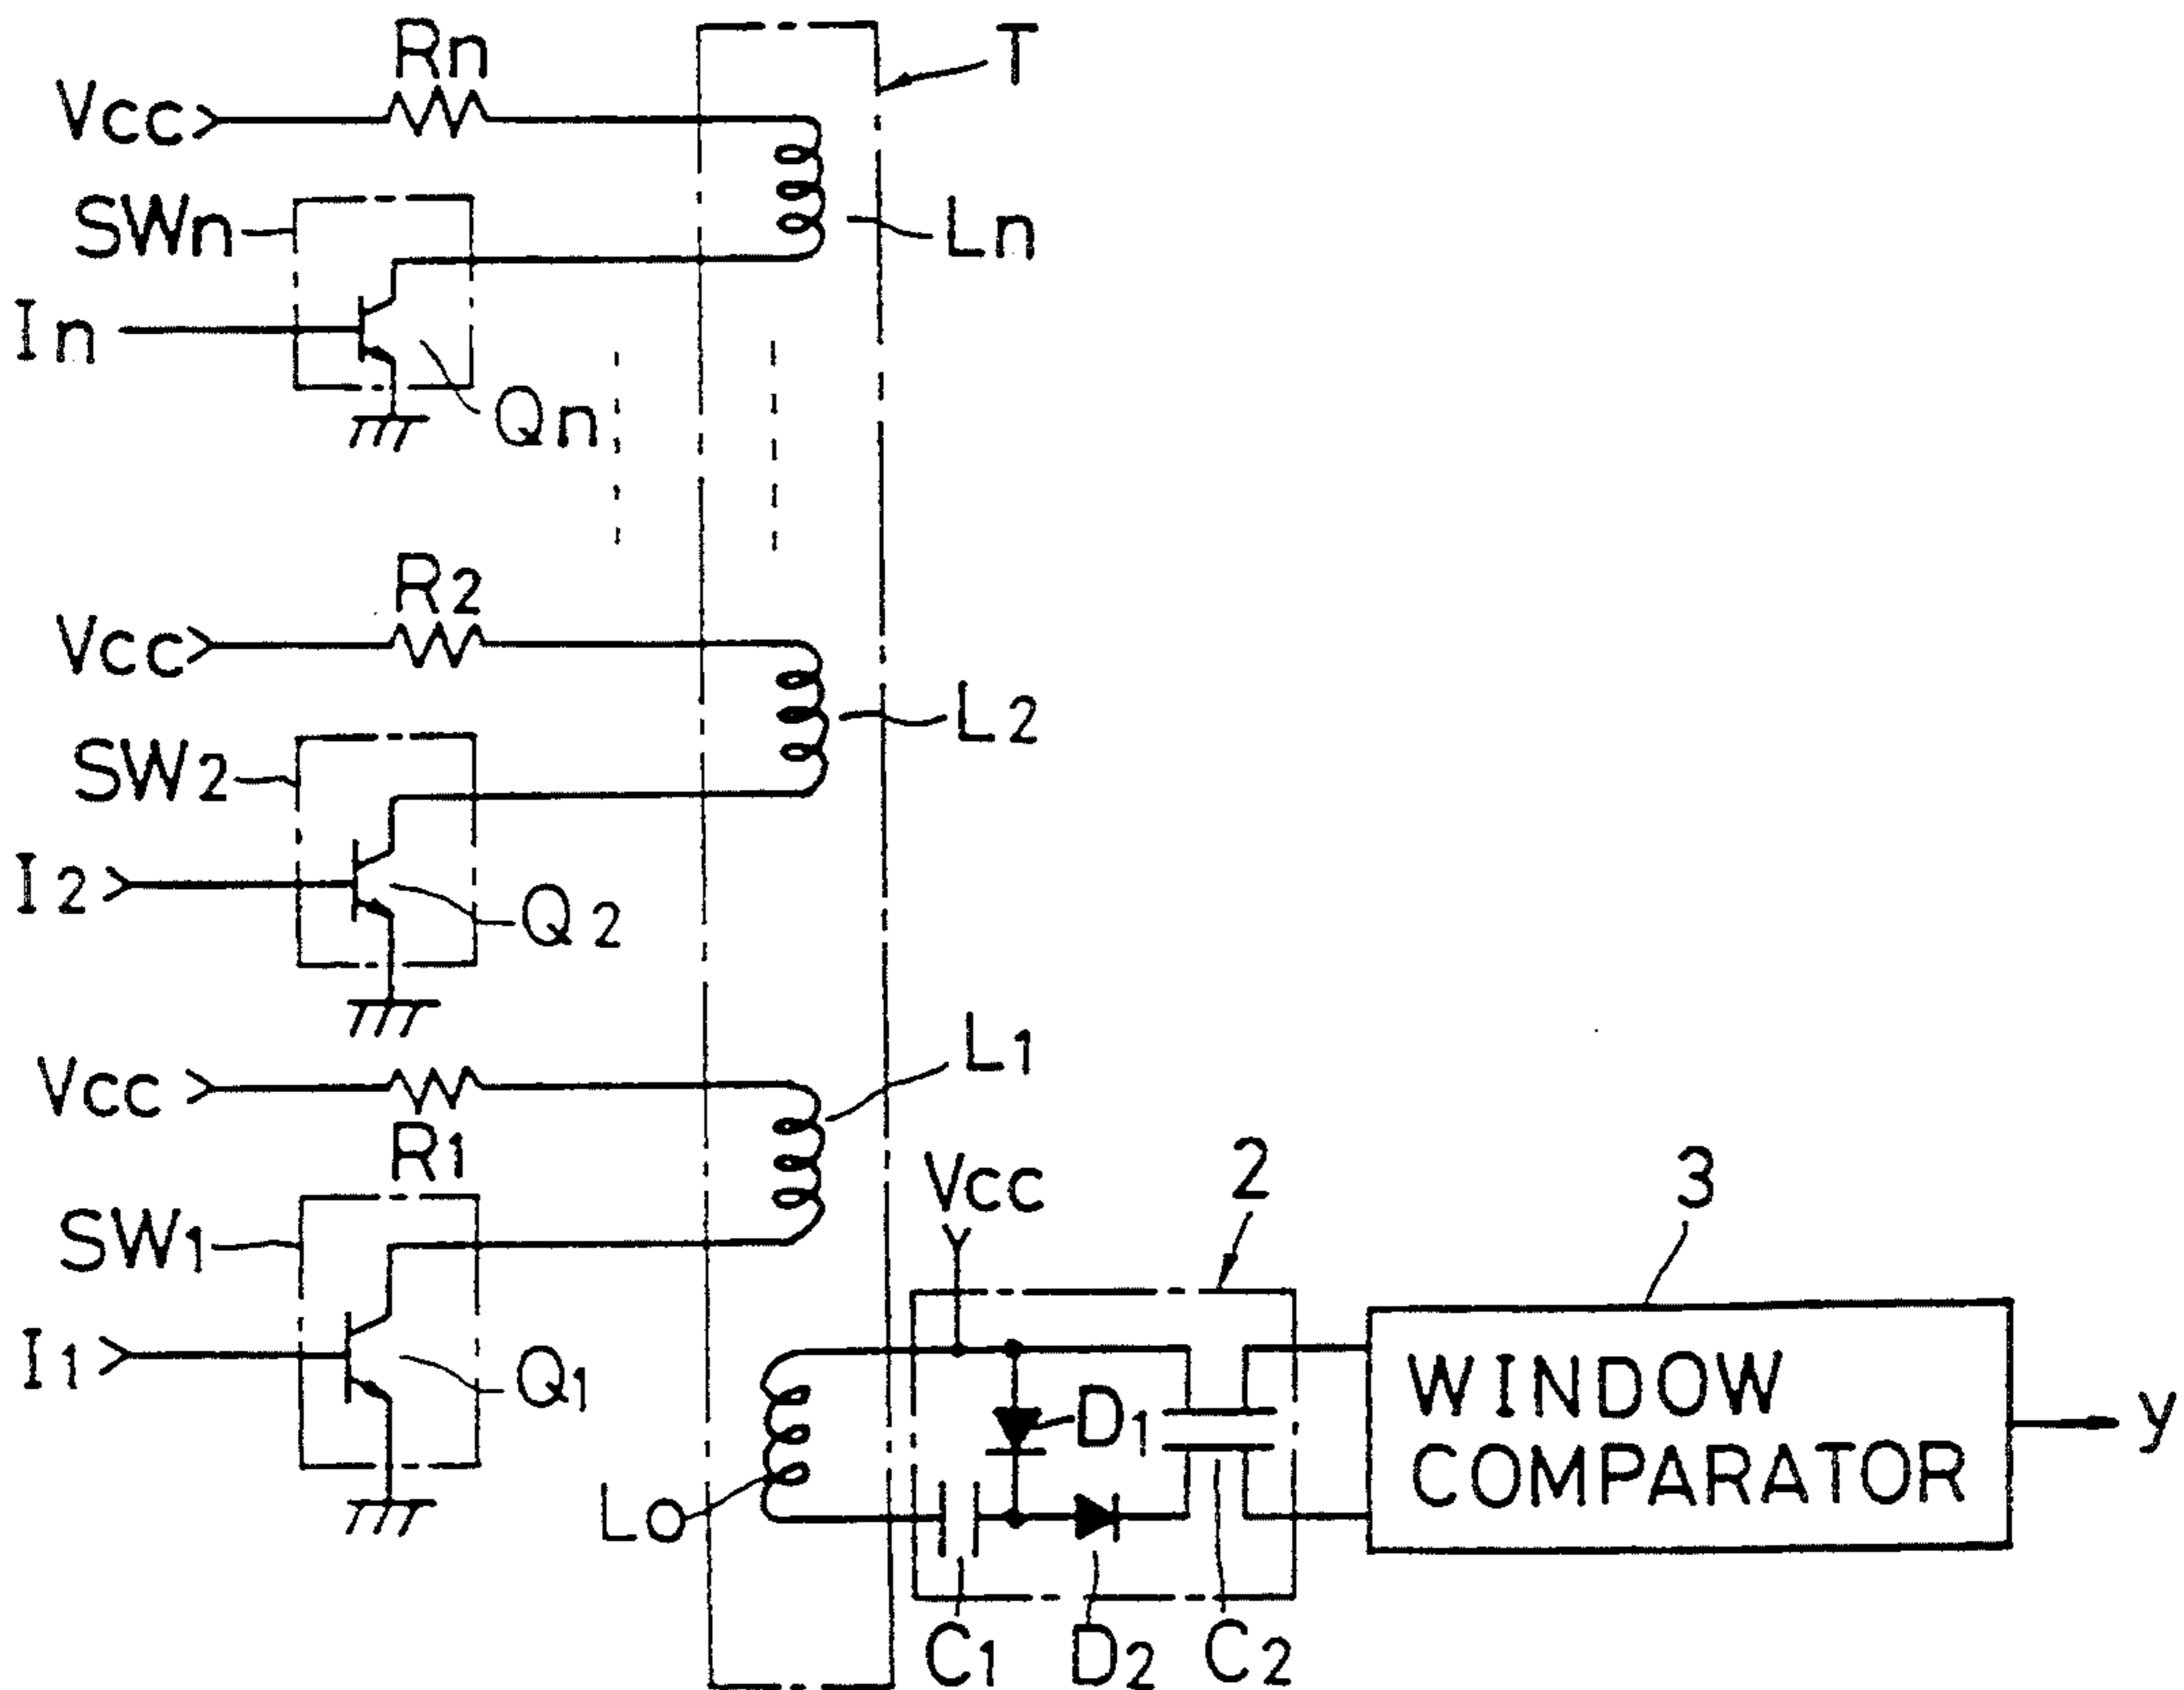 Rn
T
Vcc
SWn
Ln
In
Qn
R2
Vcc
L2
SW2
I2
Q2
L1
Vcc
R1
Vcc
2
3
SW1
I1
Q1
D1
WINDOW
COMPARATOR
y
LO
C1
D2
C2